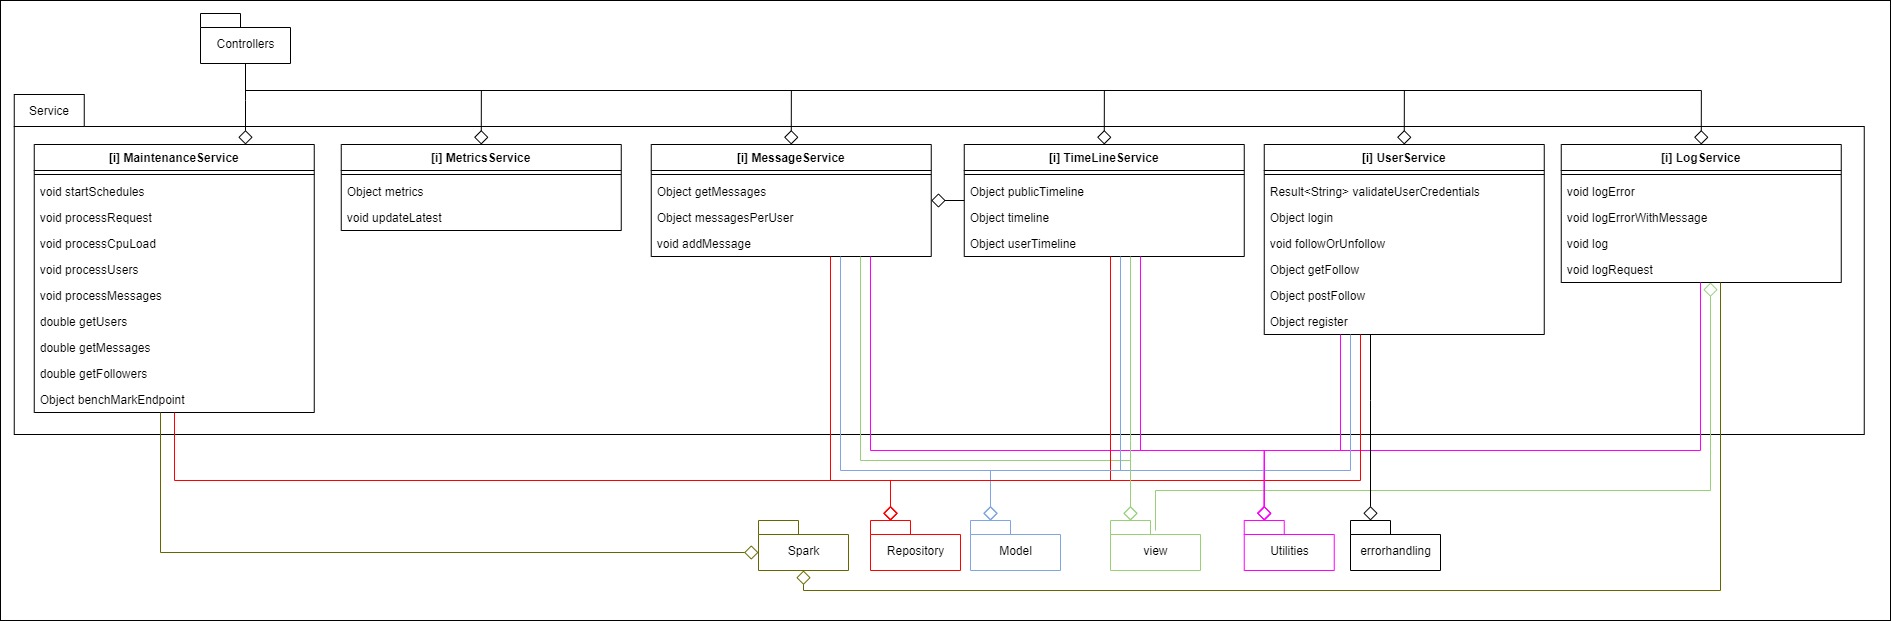 Controllers
Service
[i] MaintenanceService
void startSchedules
void processRequest
void processCpuLoad
void processUsers
void processMessages
double getUsers
double getMessages
double getFollowers
Object benchMarkEndpoint
[i] MetricsService
Object metrics
void updateLatest
[i] MessageService
Object getMessages
Object messagesPerUser
void addMessage
[i] TimeLineService
Object publicTimeline
Object timeline
Object userTimeline
[i] UserService
Result<String> validateUserCredentials
Object login
void followOrUnfollow
Object getFollow
Object postFollow
Object register
[i] LogService
void logError
void logErrorWithMessage
void log
void logRequest
Spark
Repository
Model
view
Utilities
errorhandling